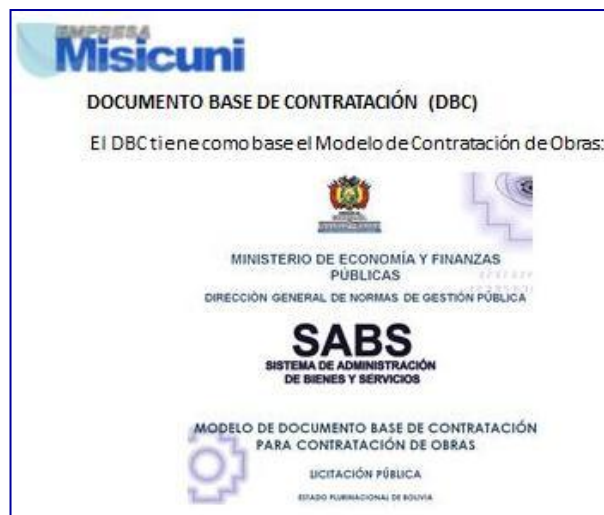 EMPRESA
Misicuni
DOCUMENTO BASE DE CONTRATACIÓN (DBC)
El DBC tiene como base el Modelo de Contratación de Obras:
MINISTERIO DE ECONOMÍA Y FINANZAS
PÚBLICAS
DIRECCIÓN GENERAL DE NORMAS DE GESTIÓN PÚBLICA
SABS
SISTEMA DE ADMINISTRACIÓN
DE BIENES Y SERVICIOS
MODELO DE DOCUMENTO BASE DE CONTRATACIÓN
PARA CONTRATACIÓN DE OBRAS
LICITACIÓN PÚBLICA
ESTADO PLURINACIONAL DE BOLIVIA